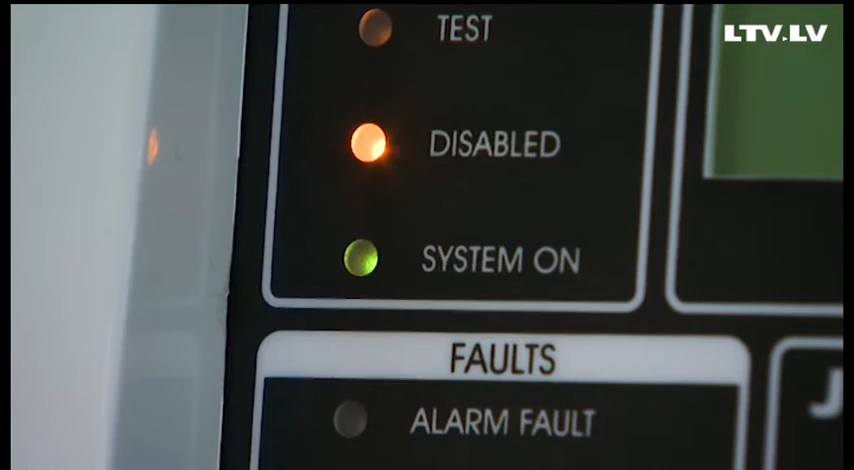 TEST
LTV.LV
DISABLED
SYSTEM ON
FAULTS
ALARM FAULT
J